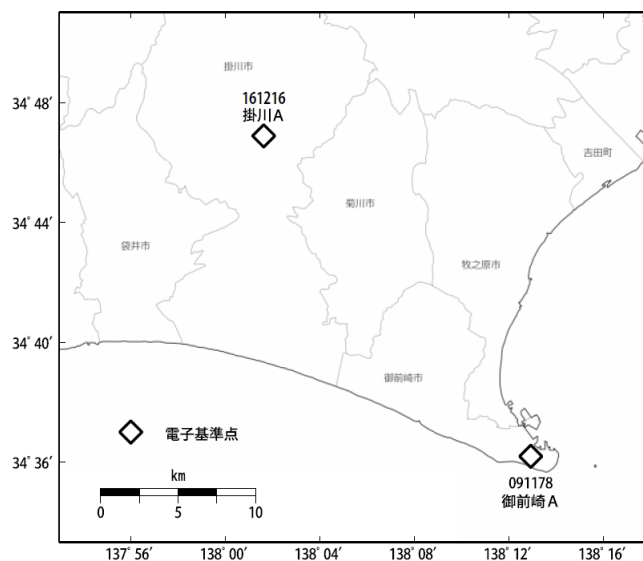 掛川市
34° 48′
161216
掛川A
吉田町
菊川市
34° 44′
袋井市
牧之原市
34° 40′
御前崎市
電子基準点
34° 36′
km
091178
0 5 10
御前崎A
137° 56′ 138° 00′ 138° 04′ 138° 08′ 138° 12′ 138° 16′